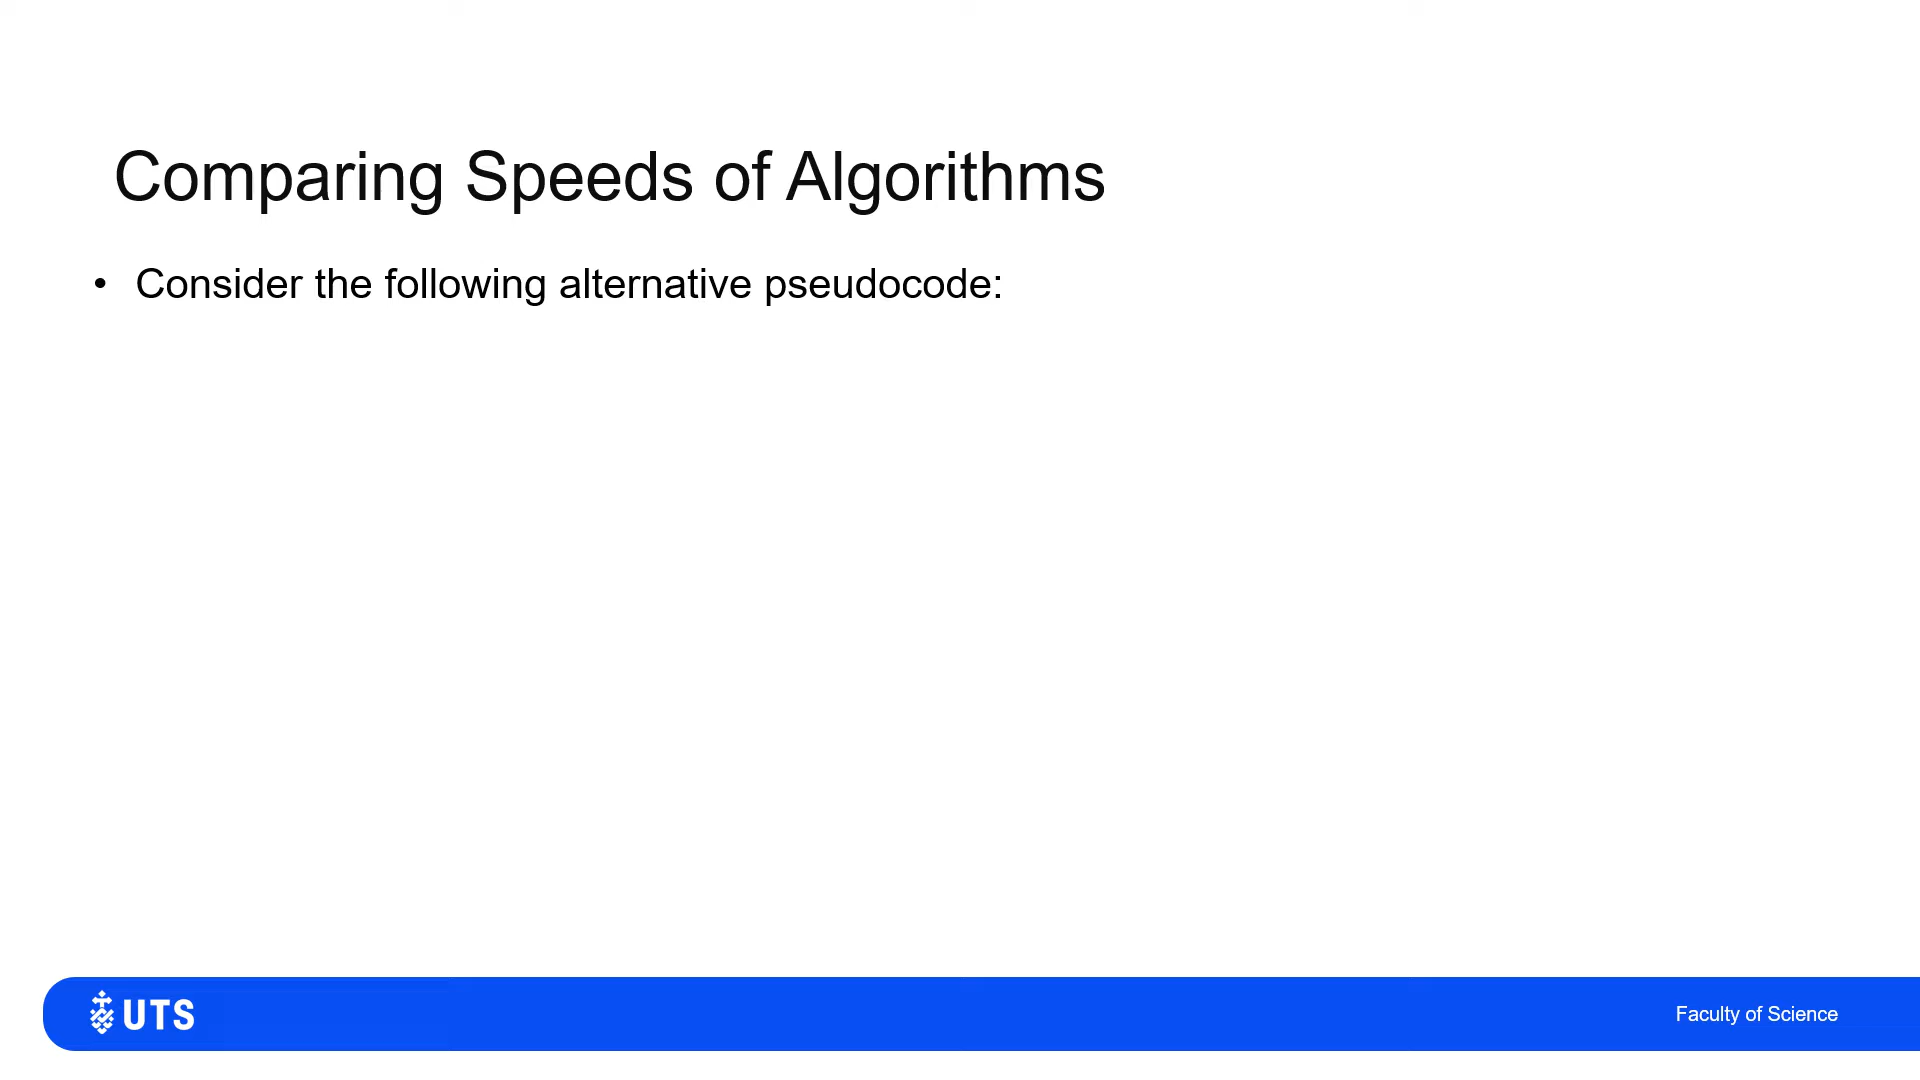 Comparing Speeds of Algorithms
• Consider the following alternative pseudocode:
UTS
Faculty of Science